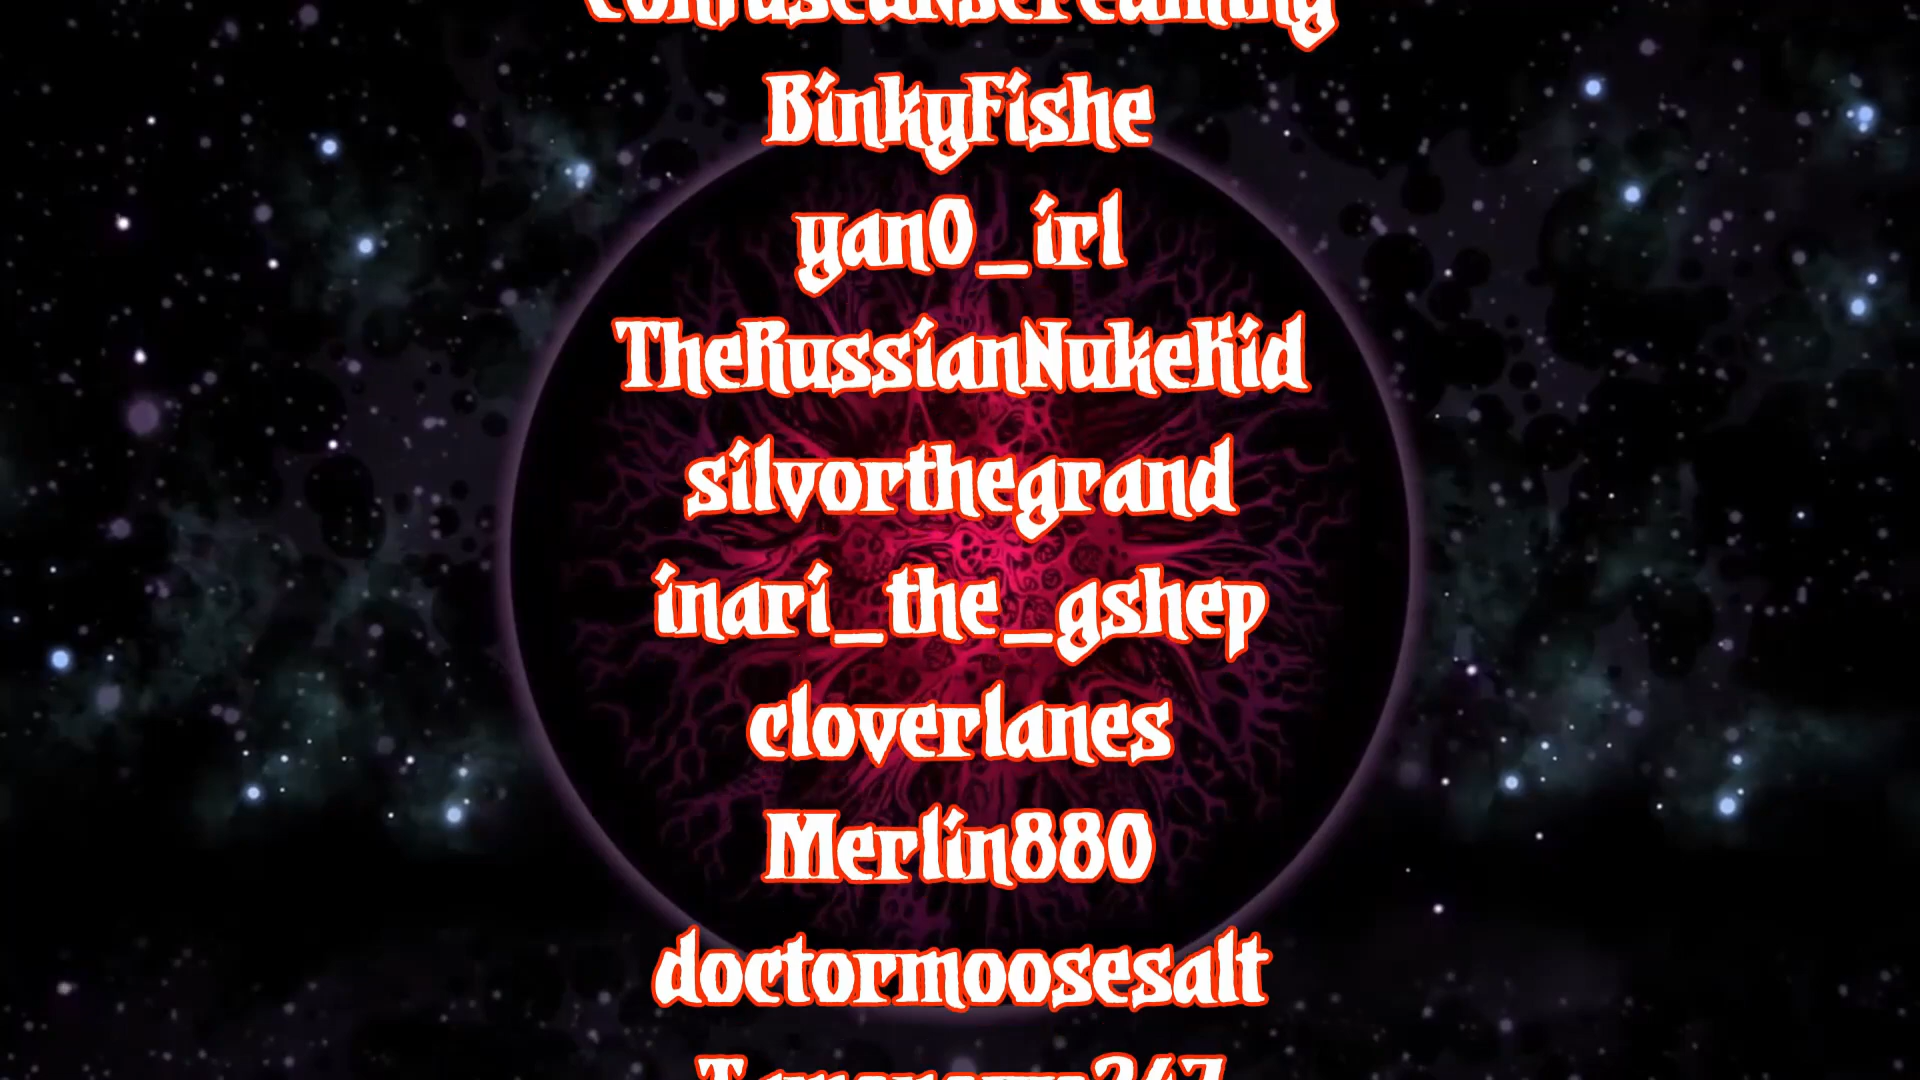 BinkyFishe
yan0_irl
TheRussianNukeKid
silvorthegrand
inari_the_gshep
cloverlanes
Merlin880
doctormoosesalt